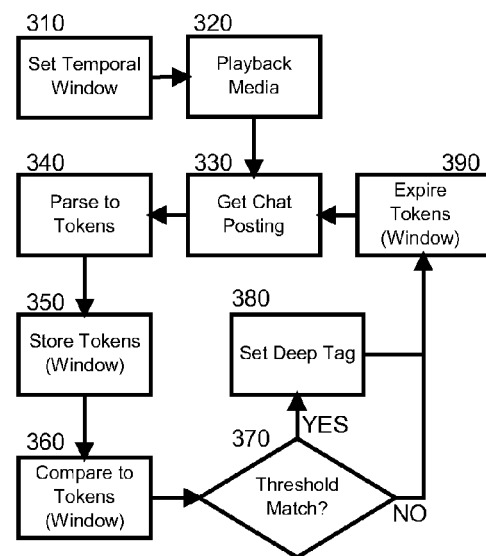 310
Set Temporal
Window
320
Playback
Media
330
Get Chat
Posting
340
Parse to
Tokens
350
Store Tokens
(Window)
360
Compare to
Tokens
(Window)
370
Threshold
Match?
YES
NO
380
Set Deep Tag
390
Expire
Tokens
(Window)